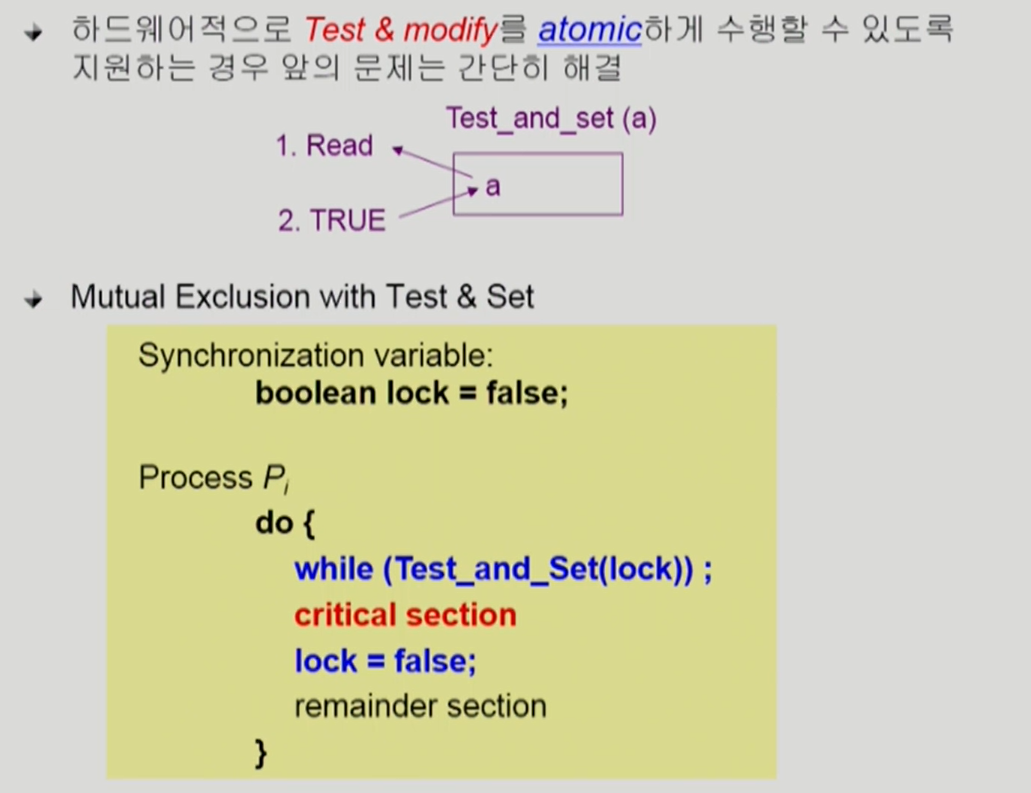 하드웨어적으로 Test & modify를 atomic하게 수행할 수 있도록
지원하는 경우 앞의 문제는 간단히 해결
Test_and_set (a)
1. Read
a
2. TRUE
Mutual Exclusion with Test & Set
Synchronization variable:
boolean lock = false;
Process Pi
do {
while (Test_and_Set(lock)) ;
critical section
lock = false;
remainder section
}